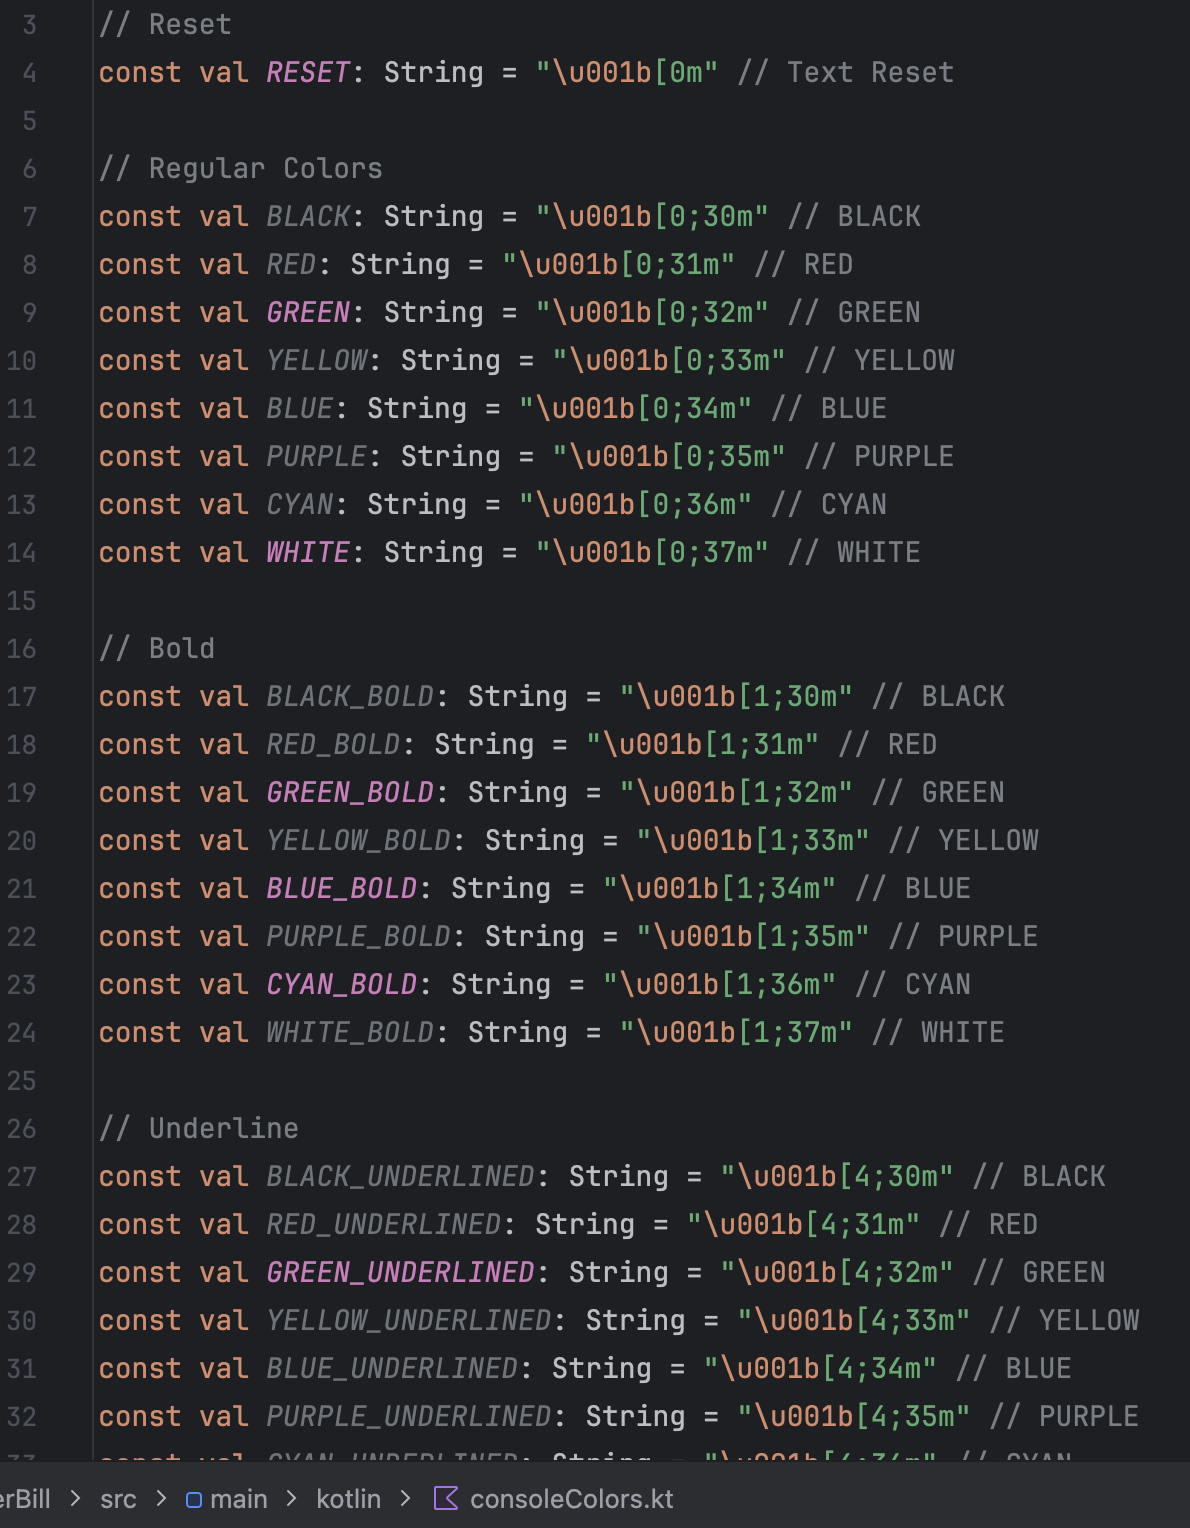 3 // Reset
4 const val RESET: String = "\u001b[0m" // Text Reset
5
6 // Regular Colors
7 const val BLACK: String = "\u001b[0;30m" // BLACK
8 const val RED: String = "\u001b[0;31m" // RED
9 const val GREEN: String = "\u001b[0;32m" // GREEN
10 const val YELLOW: String = "\u001b[0;33m" // YELLOW
11 const val BLUE: String = "\u001b[0;34m" // BLUE
12 const val PURPLE: String = "\u001b[0;35m" // PURPLE
13 const val CYAN: String = "\u001b[0;36m" // CYAN
14 const val WHITE: String = "\u001b[0;37m" // WHITE
15
16 // Bold
17 const val BLACK_BOLD: String = "\u001b[1;30m" // BLACK
18 const val RED_BOLD: String = "\u001b[1;31m" // RED
19 const val GREEN_BOLD: String = "\u001b[1;32m" // GREEN
20 const val YELLOW_BOLD: String = "\u001b[1;33m" // YELLOW
21 const val BLUE_BOLD: String = "\u001b[1;34m" // BLUE
22 const val PURPLE_BOLD: String = "\u001b[1;35m" // PURPLE
23 const val CYAN_BOLD: String = "\u001b[1;36m" // CYAN
24 const val WHITE_BOLD: String = "\u001b[1;37m" // WHITE
25
26 // Underline
27 const val BLACK_UNDERLINED: String = "\u001b[4;30m" // BLACK
28 const val RED_UNDERLINED: String = "\u001b[4;31m" // RED
29 const val GREEN_UNDERLINED: String = "\u001b[4;32m" // GREEN
30 const val YELLOW_UNDERLINED: String = "\u001b[4;33m" // YELLOW
31 const val BLUE_UNDERLINED: String = "\u001b[4;34m" // BLUE
32 const val PURPLE_UNDERLINED: String = "\u001b[4;35m" // PURPLE
erBill > src > main > kotlin > consoleColors.kt